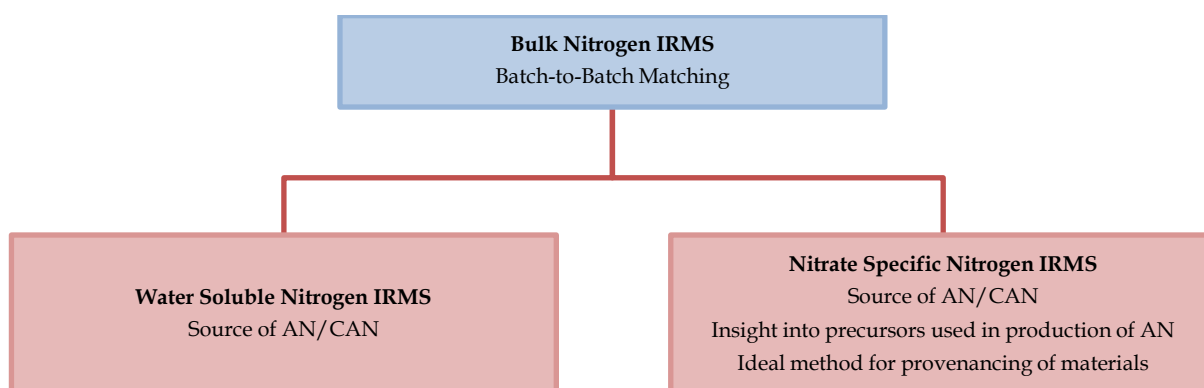 Bulk Nitrogen IRMS
Batch-to-Batch Matching
Water Soluble Nitrogen IRMS
Source of AN/CAN
Nitrate Specific Nitrogen IRMS
Source of AN/CAN
Insight into precursors used in production of AN
Ideal method for provenancing of materials